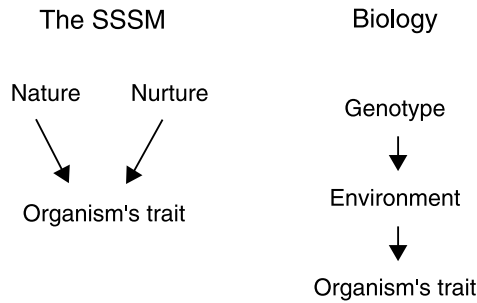 The SSSM
Biology
Nature
Nurture
Genotype
Environment
Organism's trait
Organism's trait